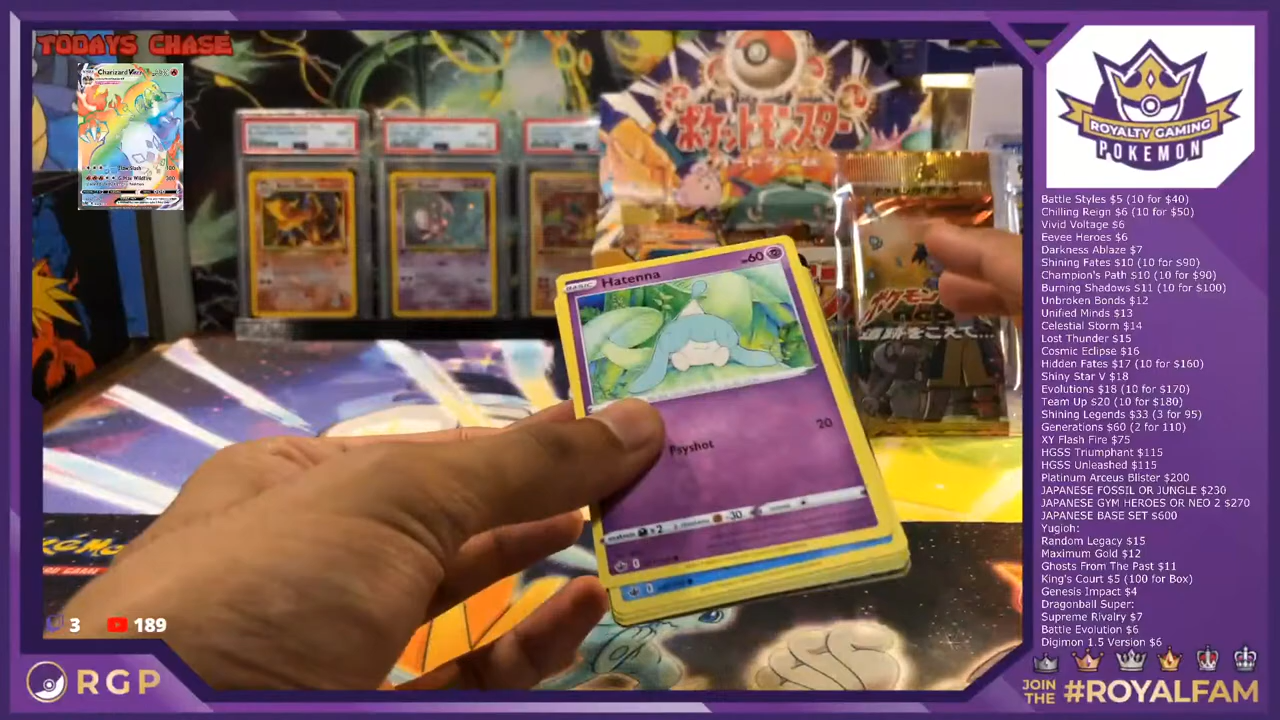 TODAYS CHASE
Charizard VMAX
ポケットモンスター
BASIC Hatenna 60
Psyshot 20
×2 -30
遺跡をこえて...
3 189
RGP
ROYALTY GAMING
POKEMON
Battle Styles $5 (10 for $40)
Chilling Reign $6 (10 for $50)
Vivid Voltage $6
Eevee Heroes $6
Darkness Ablaze $7
Shining Fates $10 (10 for $90)
Champion's Path $10 (10 for $90)
Burning Shadows $11 (10 for $100)
Unbroken Bonds $12
Unified Minds $13
Celestial Storm $14
Lost Thunder $15
Cosmic Eclipse $16
Hidden Fates $17 (10 for $160)
Shiny Star V $18
Evolutions $18 (10 for $170)
Team Up $20 (10 for $180)
Shining Legends $33 (3 for 95)
Generations $60 (2 for 110)
XY Flash Fire $75
HGSS Triumphant $115
HGSS Unleashed $115
Platinum Arceus Blister $200
JAPANESE FOSSIL OR JUNGLE $230
JAPANESE GYM HEROES OR NEO 2 $270
JAPANESE BASE SET $600
Yugioh:
Random Legacy $15
Maximum Gold $12
Ghosts From The Past $11
King's Court $5 (100 for Box)
Genesis Impact $4
Dragonball Super:
Supreme Rivalry $7
Battle Evolution $6
Digimon 1.5 Version $6
JOIN
THE #ROYALFAM